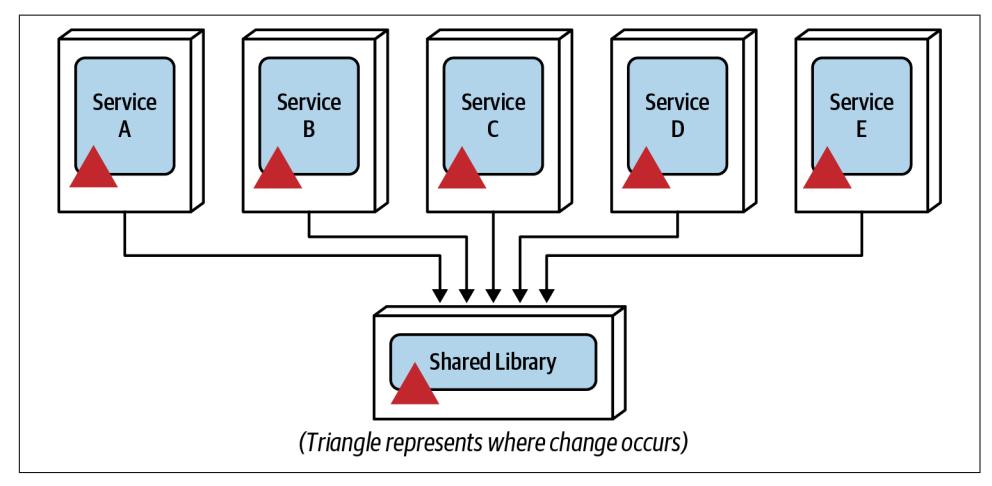 Service
A
Service
B
Service
C
Service
D
Service
E
Shared Library
(Triangle represents where change occurs)